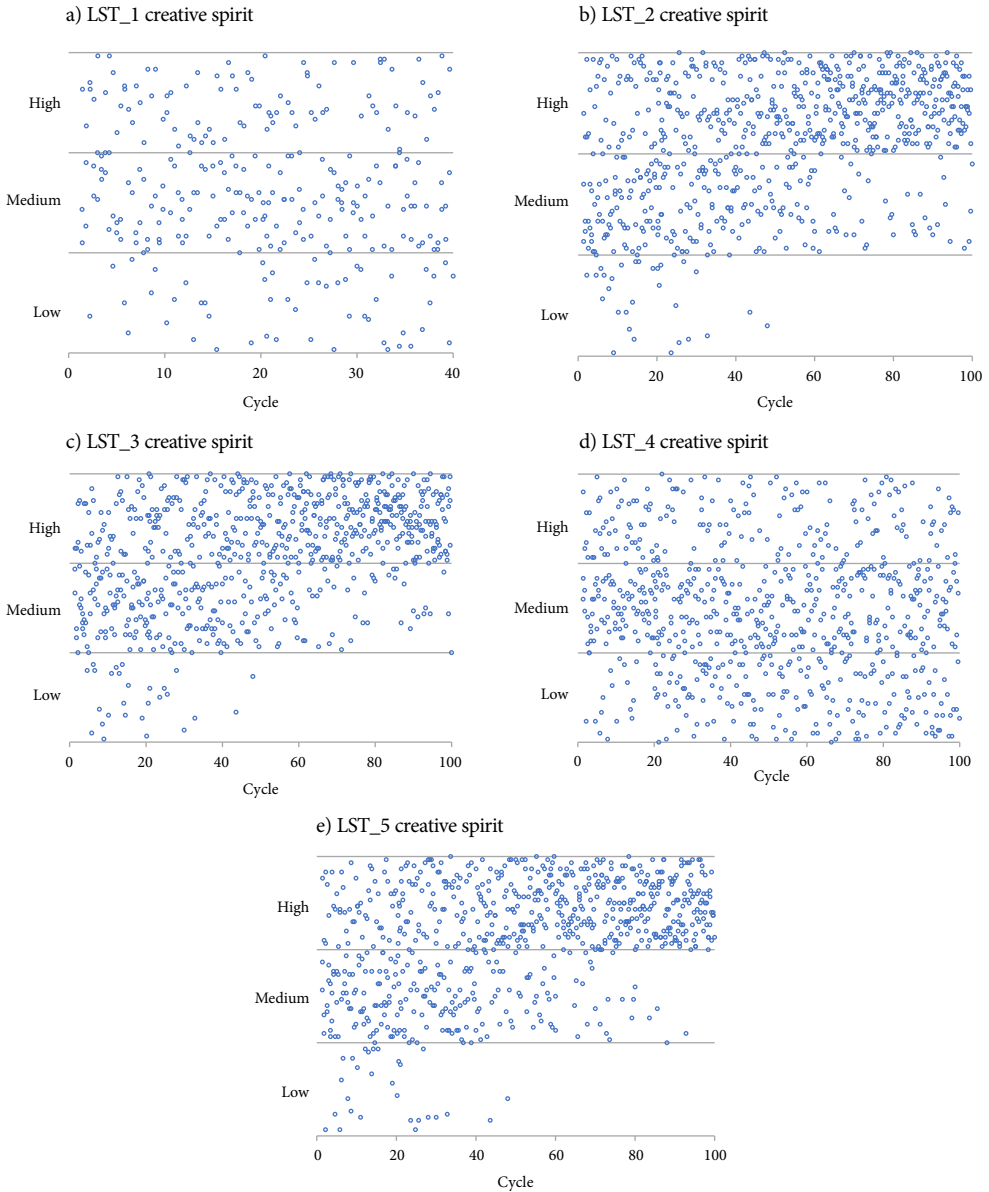 a) LST_1 creative spirit
High
Medium
Low
0 10 20 30 40
Cycle
b) LST_2 creative spirit
High
Medium
Low
0 20 40 60 80 100
Cycle
c) LST_3 creative spirit
High
Medium
Low
0 20 40 60 80 100
Cycle
d) LST_4 creative spirit
High
Medium
Low
0 20 40 60 80 100
Cycle
e) LST_5 creative spirit
High
Medium
Low
0 20 40 60 80 100
Cycle